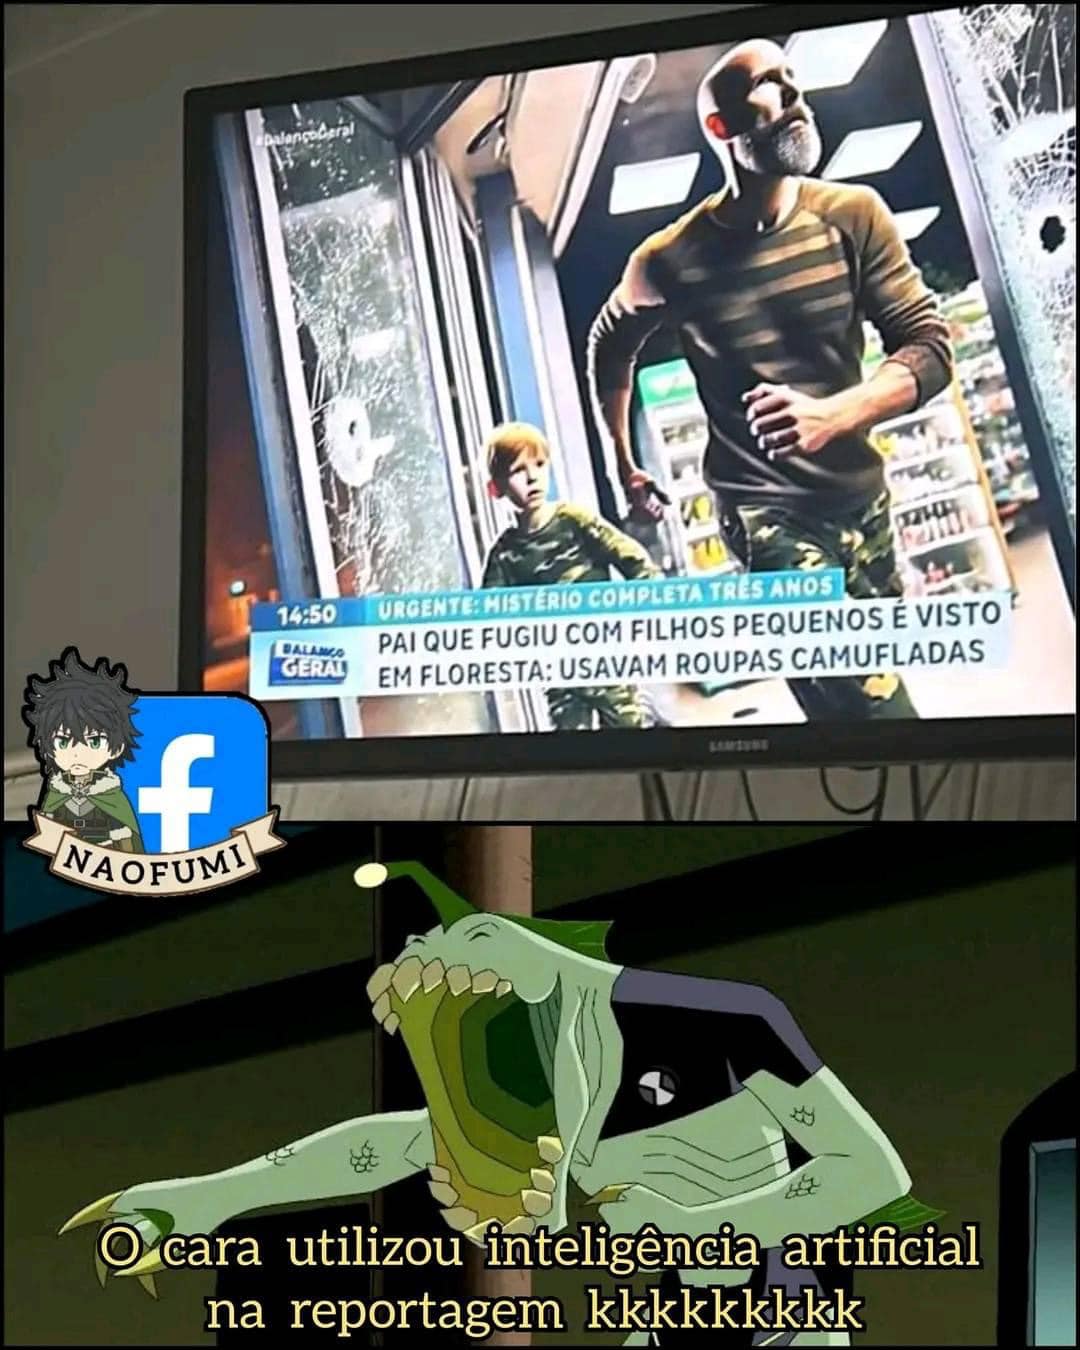 #BalançoGeral
14:50
URGENTE: MISTÉRIO COMPLETA TRÊS ANOS
BALANÇO
GERAL
PAI QUE FUGIU COM FILHOS PEQUENOS É VISTO
EM FLORESTA: USAVAM ROUPAS CAMUFLADAS
SAMSUNG
f
NAOFUMI
O cara utilizou inteligência artificial
na reportagem kkkkkkkkk